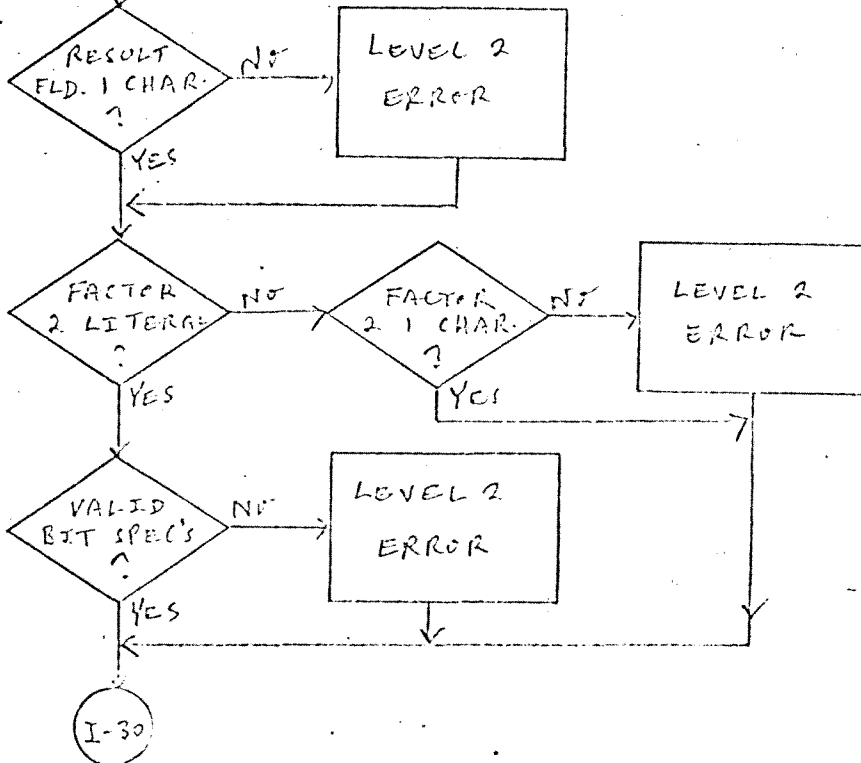 RESULT
FLD. 1 CHAR.
?
NO
YES
LEVEL 2
ERROR
FACTOR
2 LITERAL
?
NO
YES
FACTOR
2 1 CHAR.
?
NO
YES
LEVEL 2
ERROR
VALID
BIT SPEC'S
?
NO
YES
LEVEL 2
ERROR
I-30